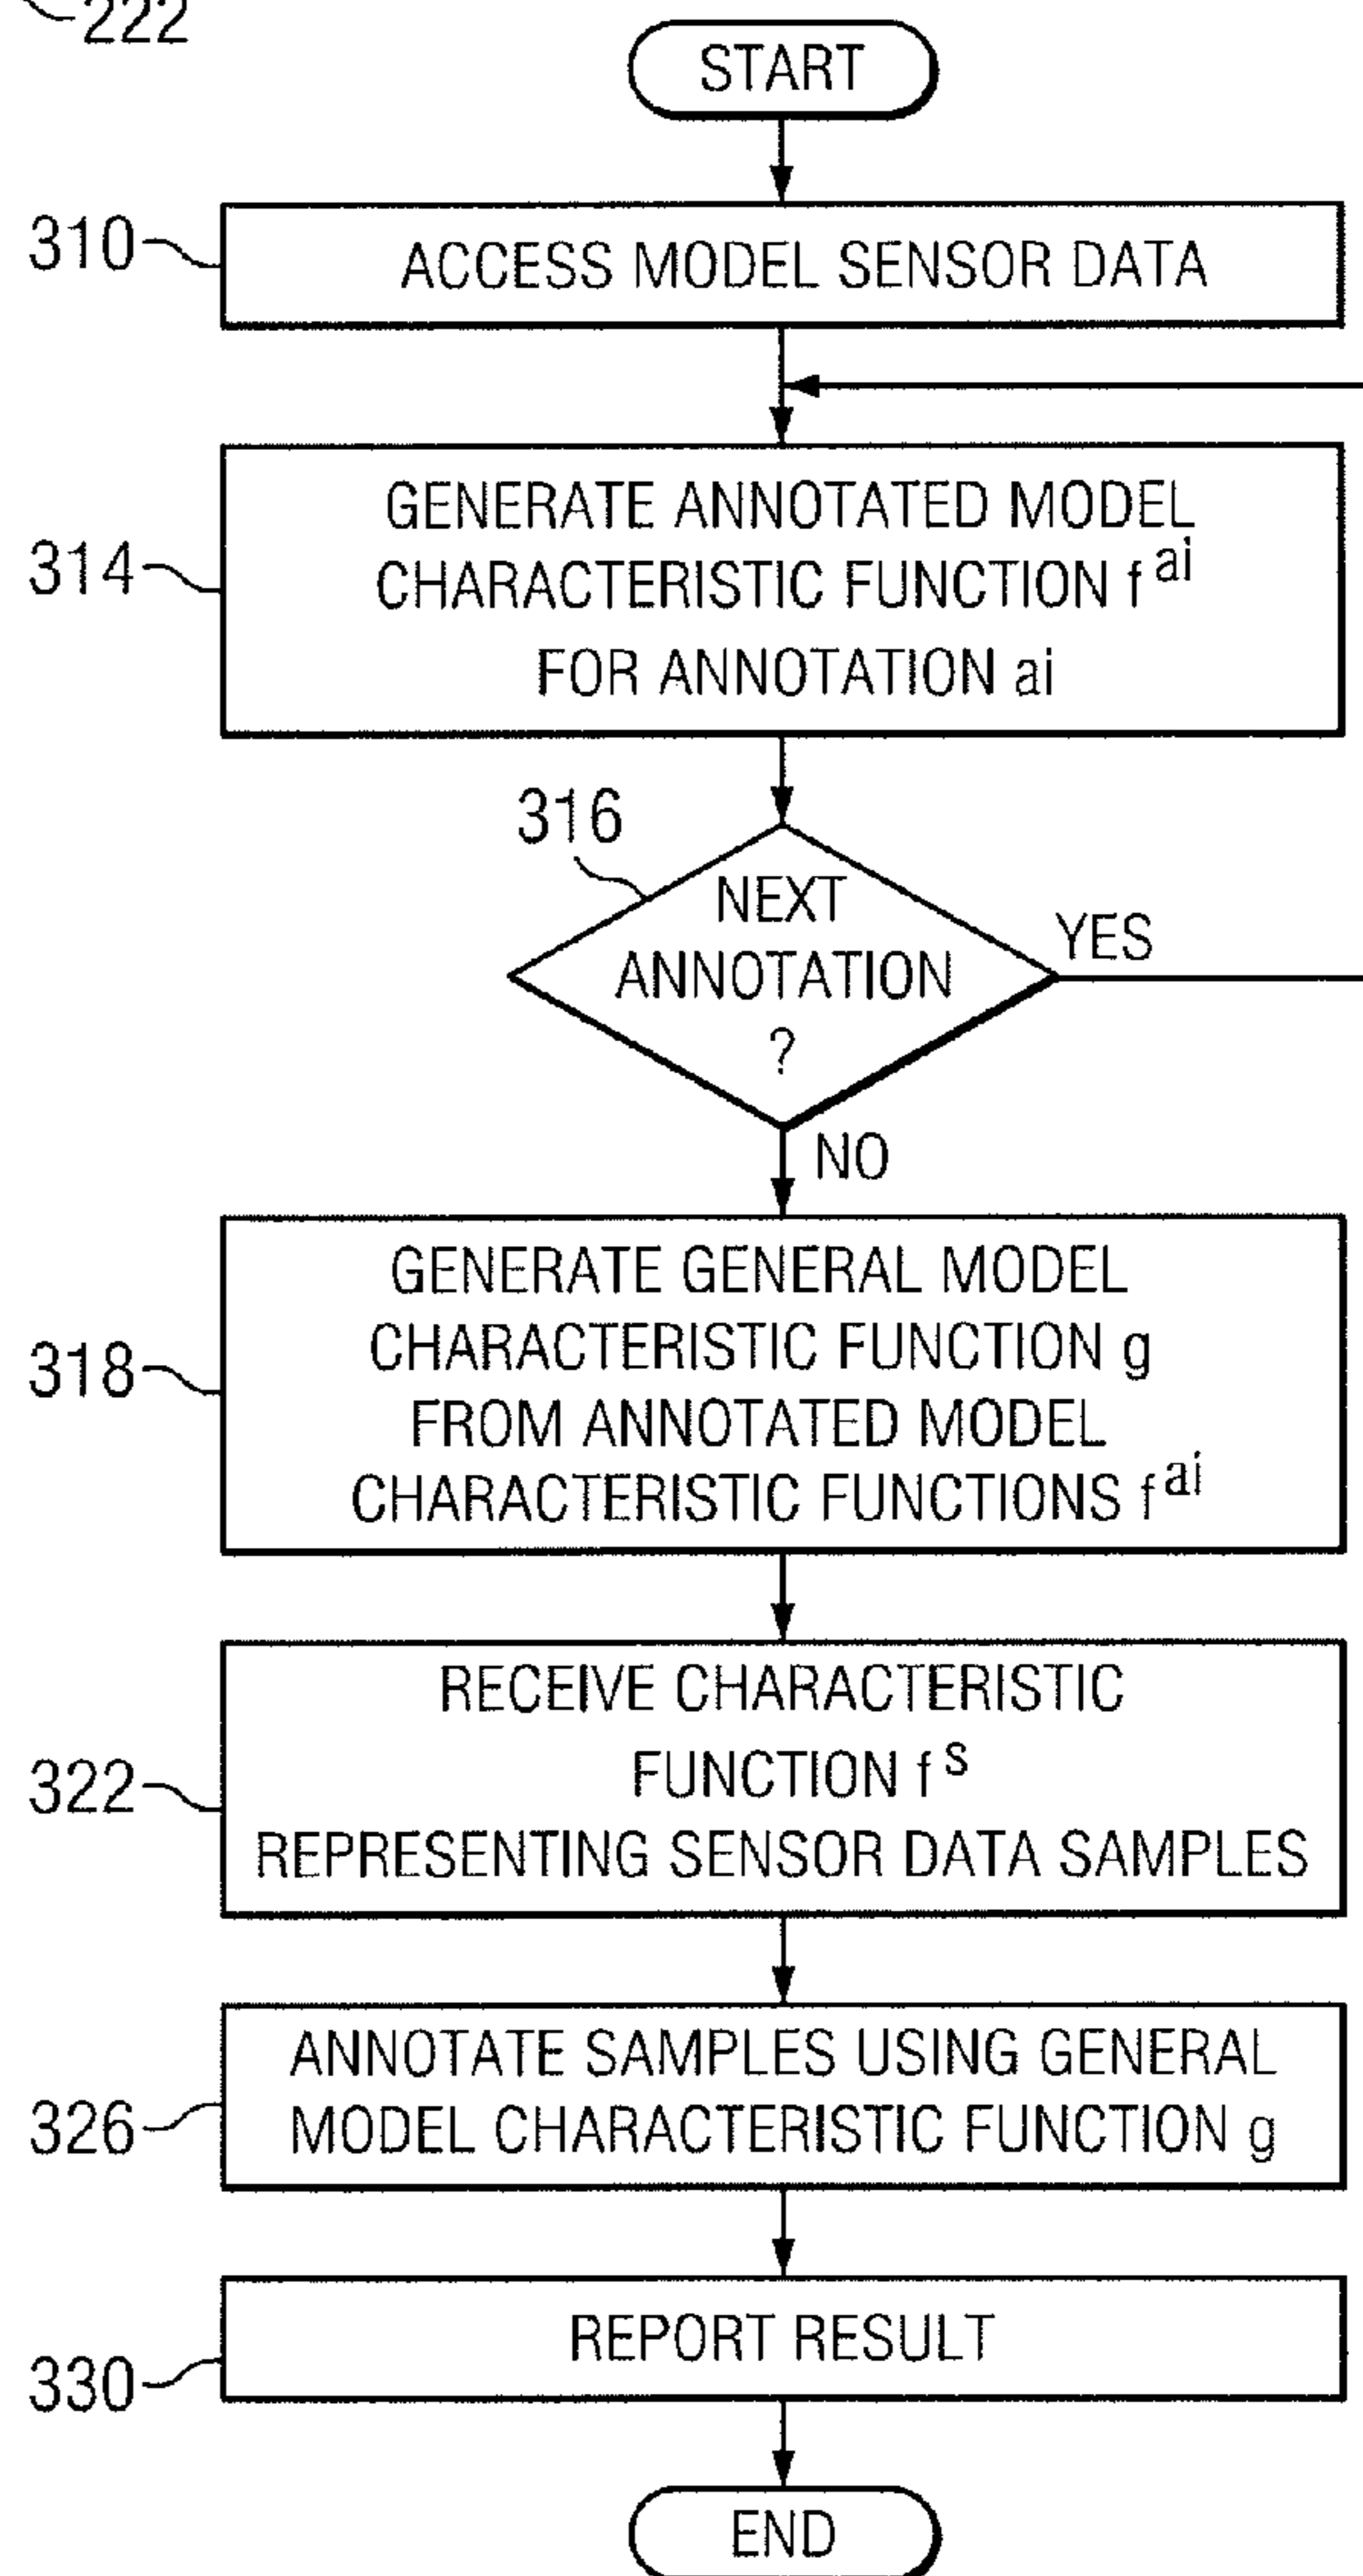 222
START
310
ACCESS MODEL SENSOR DATA
314
GENERATE ANNOTATED MODEL
CHARACTERISTIC FUNCTION f^ai
FOR ANNOTATION ai
316
NEXT
ANNOTATION
?
YES
NO
318
GENERATE GENERAL MODEL
CHARACTERISTIC FUNCTION g
FROM ANNOTATED MODEL
CHARACTERISTIC FUNCTIONS f^ai
322
RECEIVE CHARACTERISTIC
FUNCTION f^s
REPRESENTING SENSOR DATA SAMPLES
326
ANNOTATE SAMPLES USING GENERAL
MODEL CHARACTERISTIC FUNCTION g
330
REPORT RESULT
END